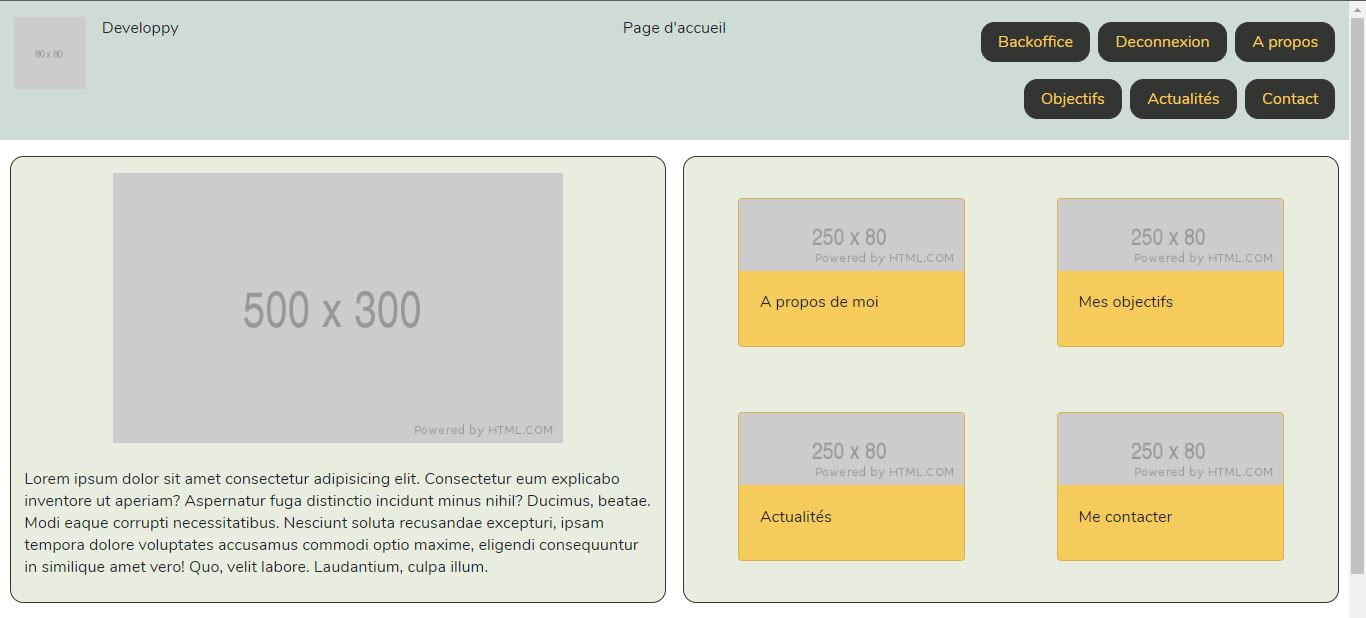 80 x 80
Developpy
Page d'accueil
Backoffice
Deconnexion
A propos
Objectifs
Actualités
Contact
500 x 300
Powered by HTML.COM
Lorem ipsum dolor sit amet consectetur adipisicing elit. Consectetur eum explicabo
inventore ut aperiam? Aspernatur fuga distinctio incidunt minus nihil? Ducimus, beatae.
Modi eaque corrupti necessitatibus. Nesciunt soluta recusandae excepturi, ipsam
tempora dolore voluptates accusamus commodi optio maxime, eligendi consequuntur
in similique amet vero! Quo, velit labore. Laudantium, culpa illum.
250 x 80
Powered by HTML.COM
A propos de moi
250 x 80
Powered by HTML.COM
Mes objectifs
250 x 80
Powered by HTML.COM
Actualités
250 x 80
Powered by HTML.COM
Me contacter